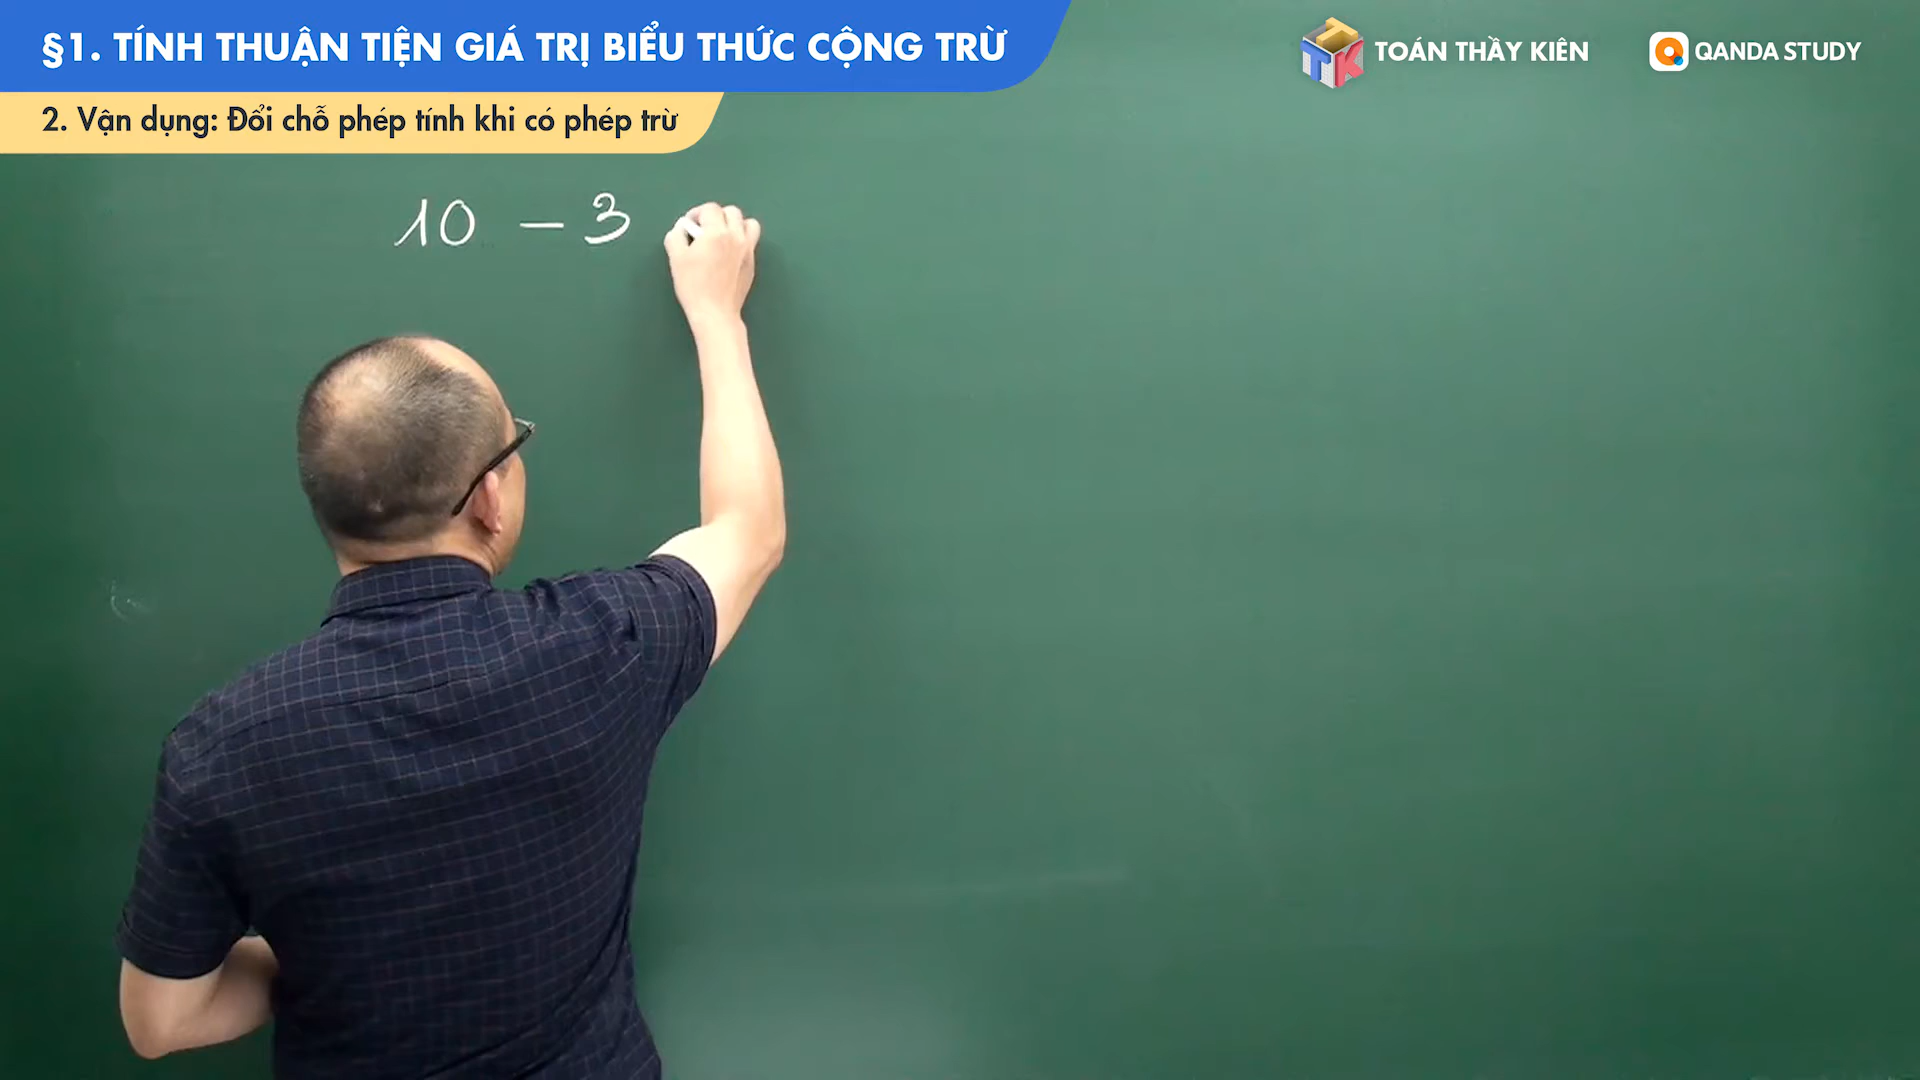 §1. TÍNH THUẬN TIỆN GIÁ TRỊ BIỂU THỨC CỘNG TRỪ
TOÁN THẦY KIÊN
QANDA STUDY
2. Vận dụng: Đổi chỗ phép tính khi có phép trừ
10 – 3